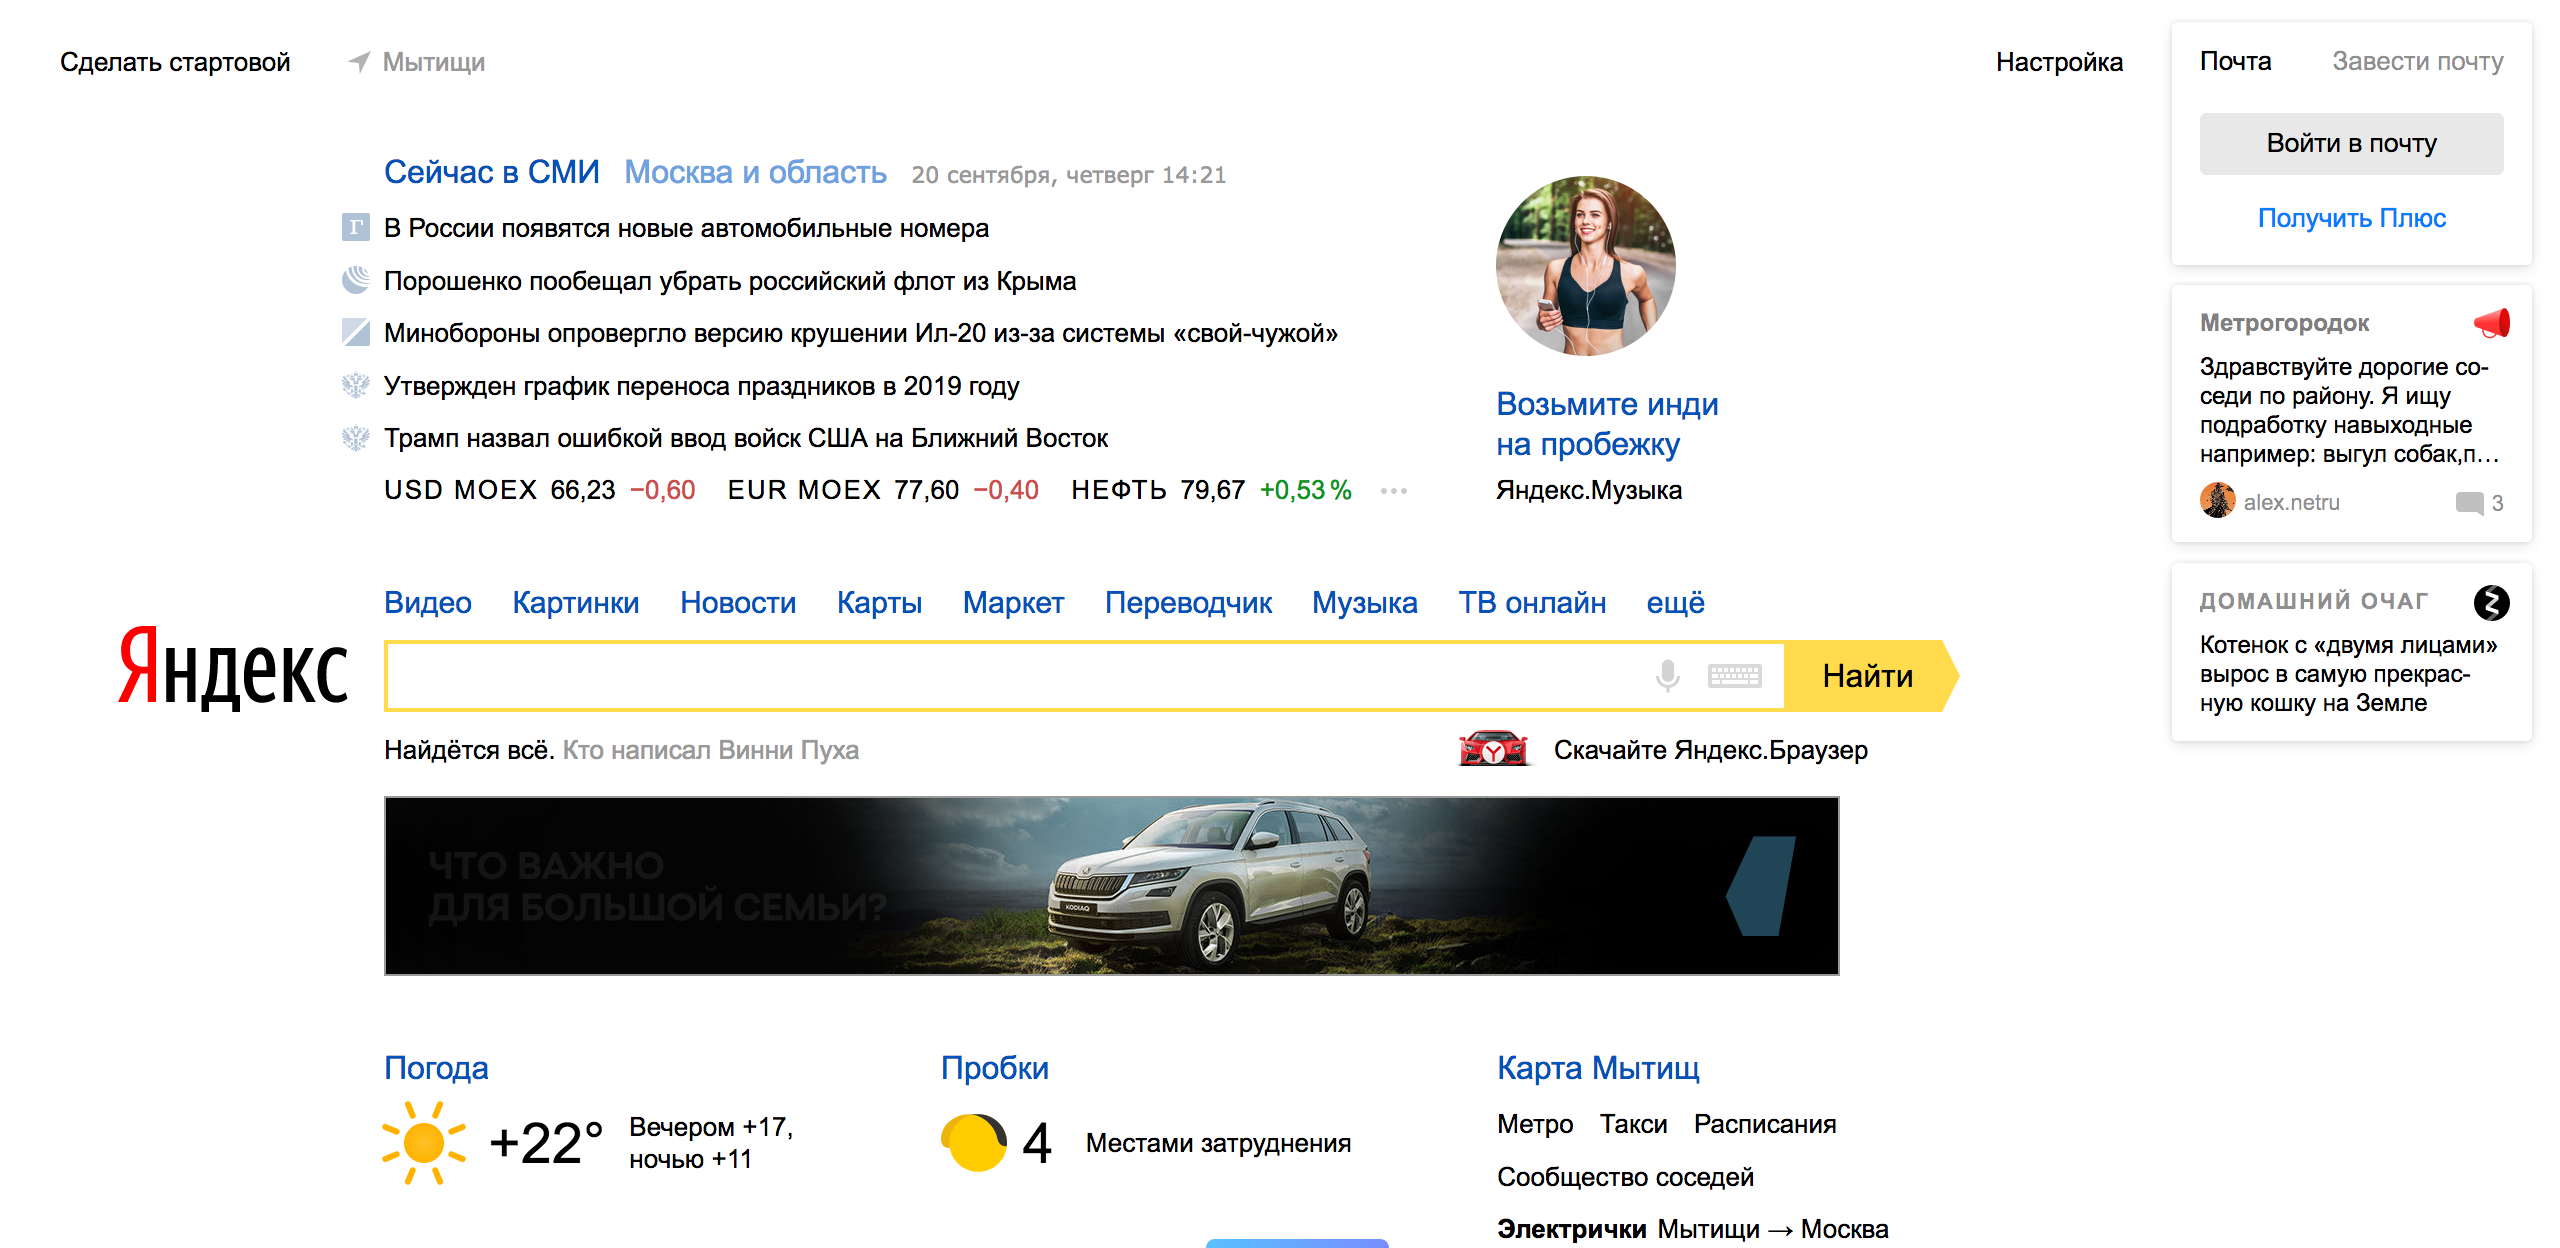 Сделать стартовой
Мытищи
Настройка
Почта
Завести почту
Войти в почту
Получить Плюс
Сейчас в СМИ Москва и область 20 сентября, четверг 14:21
Г В России появятся новые автомобильные номера
Порошенко пообещал убрать российский флот из Крыма
Минобороны опровергло версию крушении Ил-20 из-за системы «свой-чужой»
Утвержден график переноса праздников в 2019 году
Трамп назвал ошибкой ввод войск США на Ближний Восток
USD MOEX 66,23 −0,60 EUR MOEX 77,60 −0,40 НЕФТЬ 79,67 +0,53 %
Возьмите инди
на пробежку
Яндекс.Музыка
Метрогородок
Здравствуйте дорогие со-
седи по району. Я ищу
подработку навыходные
например: выгул собак,п…
alex.netru 3
ДОМАШНИЙ ОЧАГ
Котенок с «двумя лицами»
вырос в самую прекрас-
ную кошку на Земле
Видео Картинки Новости Карты Маркет Переводчик Музыка ТВ онлайн ещё
Яндекс
Найти
Найдётся всё. Кто написал Винни Пуха
Скачайте Яндекс.Браузер
ЧТО ВАЖНО
ДЛЯ БОЛЬШОЙ СЕМЬИ?
KODIAQ
Погода
+22°
Вечером +17,
ночью +11
Пробки
4 Местами затруднения
Карта Мытищ
Метро Такси Расписания
Сообщество соседей
Электрички Мытищи → Москва